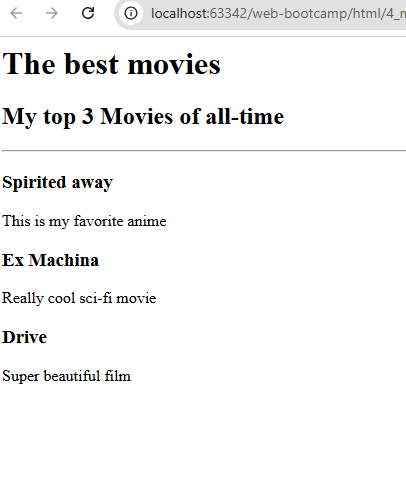 localhost:63342/web-bootcamp/html/4_m
The best movies
My top 3 Movies of all-time
Spirited away
This is my favorite anime
Ex Machina
Really cool sci-fi movie
Drive
Super beautiful film